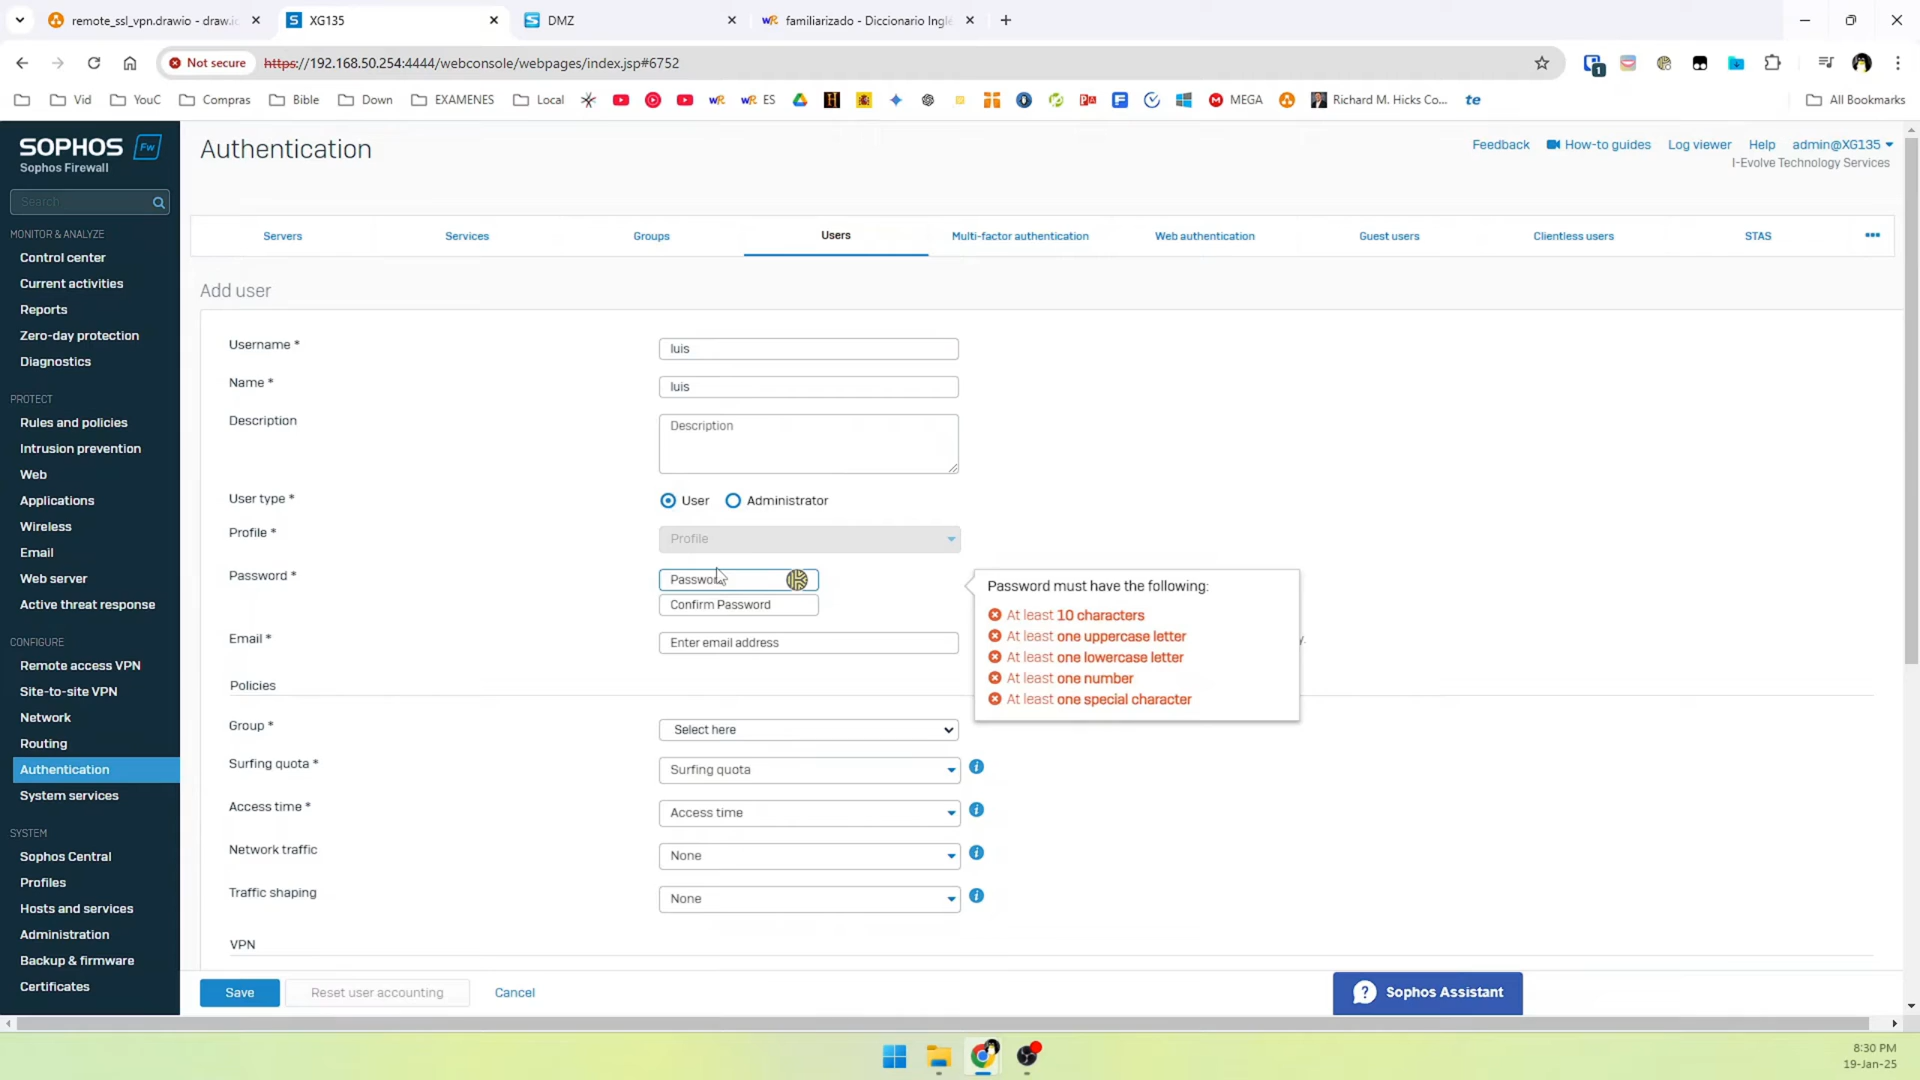 remote_ssl_vpn.drawio - draw.io
XG135
DMZ
familiarizado - Diccionario Ingle
Not secure
https://192.168.50.254:4444/webconsole/webpages/index.jsp#6752
Vid
YouC
Compras
Bible
Down
EXAMENES
Local
ES
MEGA
Richard M. Hicks Co...
te
All Bookmarks
SOPHOS Fw
Sophos Firewall
Search
MONITOR & ANALYZE
Control center
Current activities
Reports
Zero-day protection
Diagnostics
PROTECT
Rules and policies
Intrusion prevention
Web
Applications
Wireless
Email
Web server
Active threat response
CONFIGURE
Remote access VPN
Site-to-site VPN
Network
Routing
Authentication
System services
SYSTEM
Sophos Central
Profiles
Hosts and services
Administration
Backup & firmware
Certificates
Authentication
Feedback
How-to guides
Log viewer
Help
admin@XG135
I-Evolve Technology Services
Servers
Services
Groups
Users
Multi-factor authentication
Web authentication
Guest users
Clientless users
STAS
Add user
Username *
luis
Name *
luis
Description
Description
User type *
User
Administrator
Profile *
Profile
Password *
Password
Confirm Password
Email *
Enter email address
Password must have the following:
At least 10 characters
At least one uppercase letter
At least one lowercase letter
At least one number
At least one special character
Policies
Group *
Select here
Surfing quota *
Surfing quota
Access time *
Access time
Network traffic
None
Traffic shaping
None
VPN
Save
Reset user accounting
Cancel
Sophos Assistant
8:30 PM
19-Jan-25